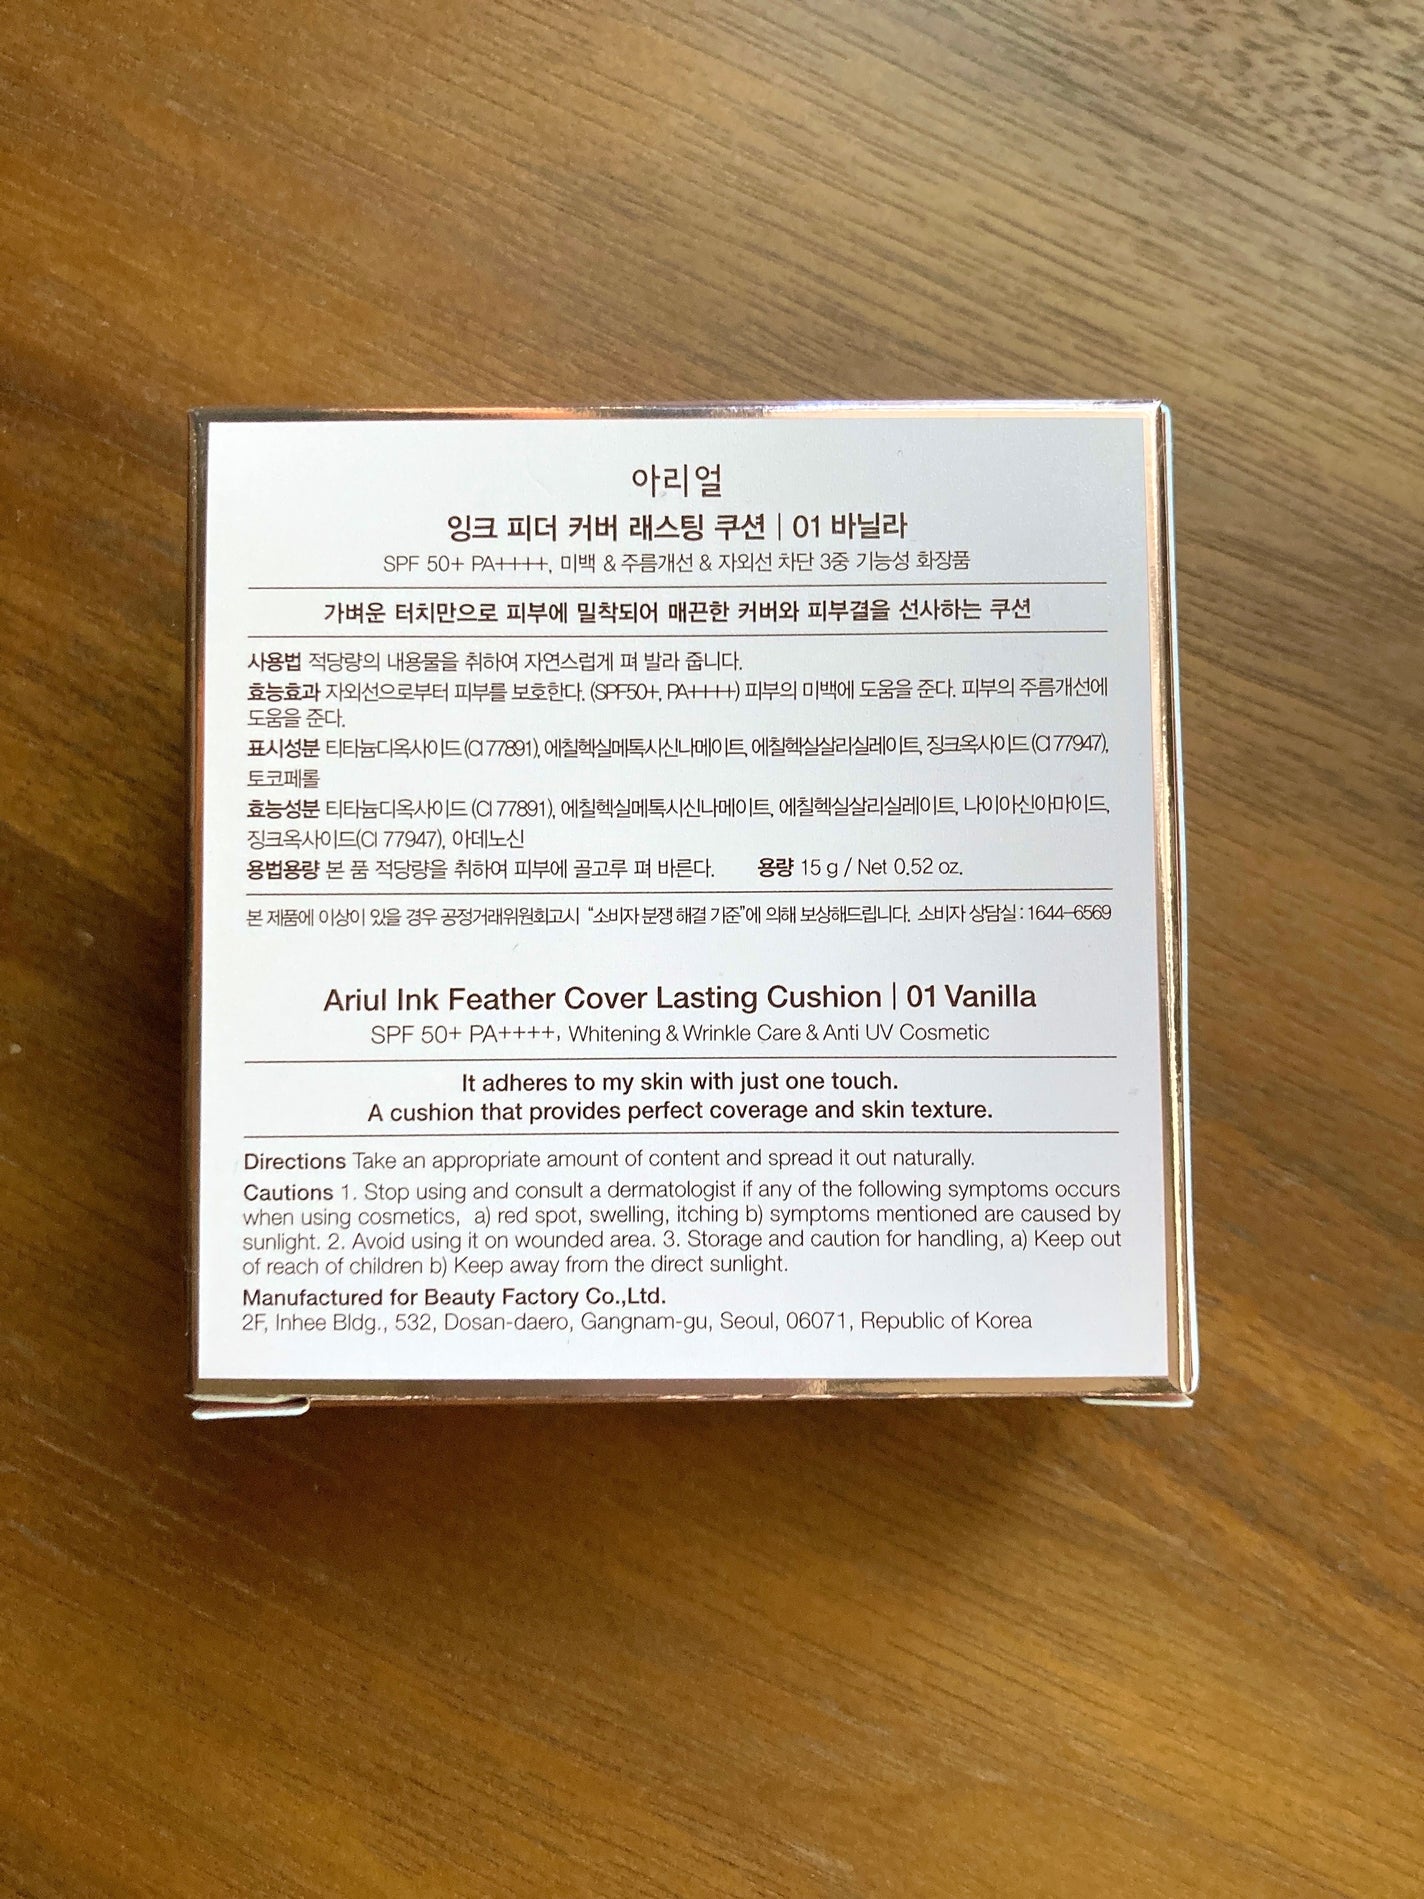 아리얼
잉크 피더 커버 래스팅 쿠션 | 01 바닐라
SPF 50+ PA++++, 미백 & 주름개선 & 자외선 차단 3중 기능성 화장품
가벼운 터치만으로 피부에 밀착되어 매끈한 커버와 피부결을 선사하는 쿠션
사용법 적당량의 내용물을 취하여 자연스럽게 펴 발라 줍니다.
효능효과 자외선으로부터 피부를 보호한다. (SPF50+, PA++++) 피부의 미백에 도움을 준다. 피부의 주름개선에
도움을 준다.
표시성분 티타늄디옥사이드 (CI 77891), 에칠헥실메톡시신나메이트, 에칠헥실살리실레이트, 징크옥사이드 (CI 77947),
토코페롤
효능성분 티타늄디옥사이드 (CI 77891), 에칠헥실메톡시신나메이트, 에칠헥실살리실레이트, 나이아신아마이드,
징크옥사이드(CI 77947), 아데노신
용법용량 본 품 적당량을 취하여 피부에 골고루 펴 바른다. 용량 15 g / Net 0.52 oz.
본 제품에 이상이 있을 경우 공정거래위원회고시 “소비자 분쟁 해결 기준”에 의해 보상해드립니다. 소비자 상담실 : 1644-6569
Ariul Ink Feather Cover Lasting Cushion | 01 Vanilla
SPF 50+ PA++++, Whitening & Wrinkle Care & Anti UV Cosmetic
It adheres to my skin with just one touch.
A cushion that provides perfect coverage and skin texture.
Directions Take an appropriate amount of content and spread it out naturally.
Cautions 1. Stop using and consult a dermatologist if any of the following symptoms occurs
when using cosmetics, a) red spot, swelling, itching b) symptoms mentioned are caused by
sunlight. 2. Avoid using it on wounded area. 3. Storage and caution for handling, a) Keep out
of reach of children b) Keep away from the direct sunlight.
Manufactured for Beauty Factory Co.,Ltd.
2F, Inhee Bldg., 532, Dosan-daero, Gangnam-gu, Seoul, 06071, Republic of Korea